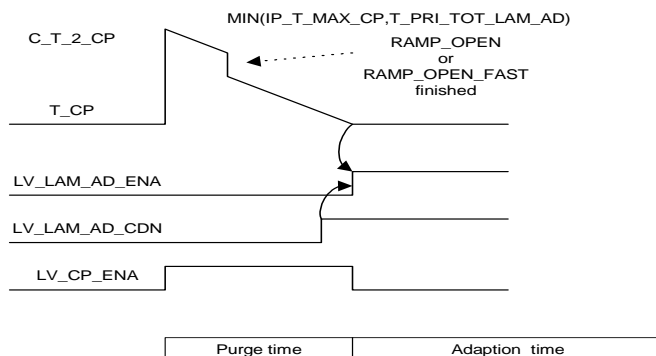 MIN(IP_T_MAX_CP,T_PRI_TOT_LAM_AD)
C_T_2_CP
RAMP_OPEN
or
RAMP_OPEN_FAST
finished
T_CP
LV_LAM_AD_ENA
LV_LAM_AD_CDN
LV_CP_ENA
Purge time
Adaption time